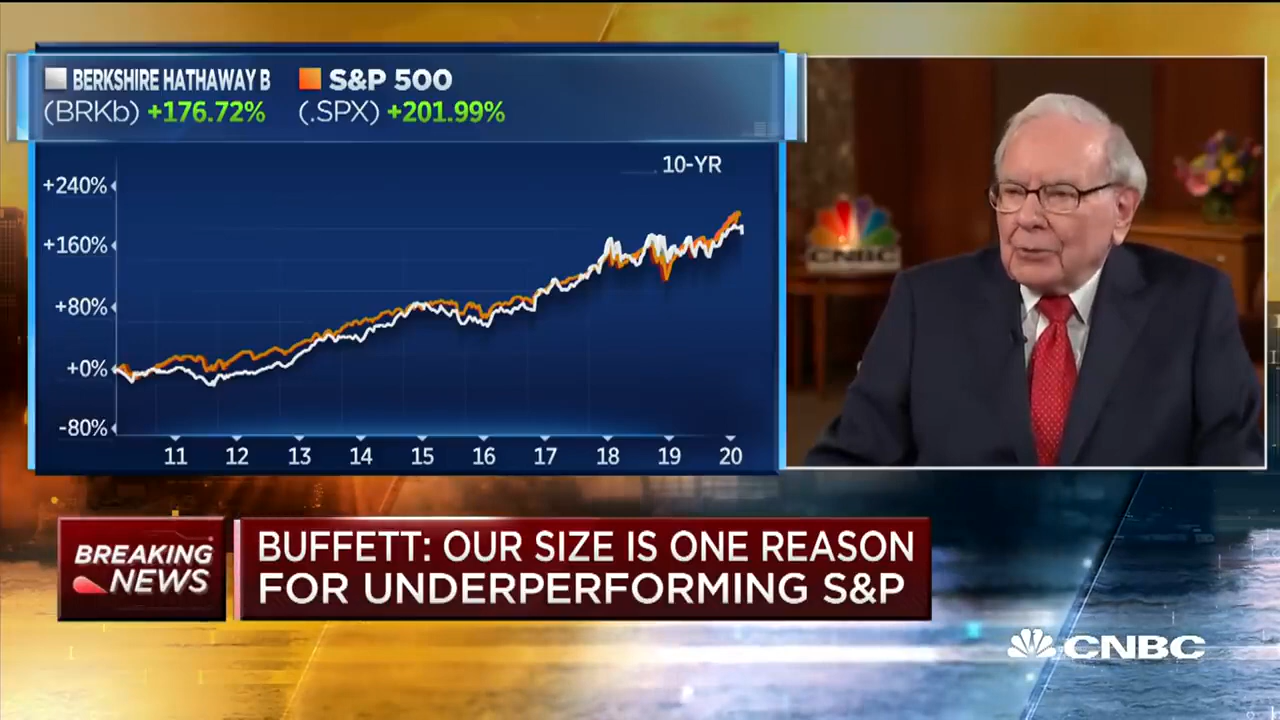 BERKSHIRE HATHAWAY B
(BRKb) +176.72%
S&P 500
(.SPX) +201.99%
10-YR
+240%
+160%
+80%
+0%
-80%
11 12 13 14 15 16 17 18 19 20
CNBC
BREAKING
NEWS
BUFFETT: OUR SIZE IS ONE REASON
FOR UNDERPERFORMING S&P
CNBC